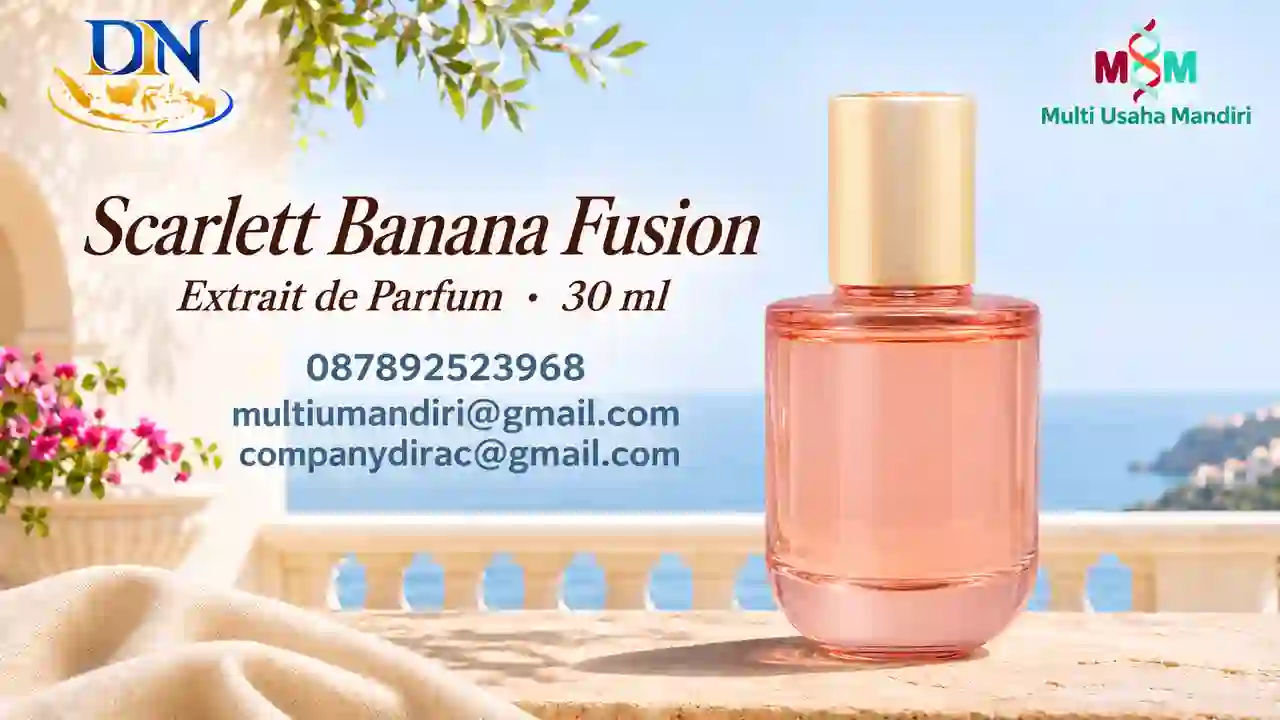 DN
MSM
Multi Usaha Mandiri
Scarlett Banana Fusion
Extrait de Parfum • 30 ml
087892523968
multiumandiri@gmail.com
companydirac@gmail.com